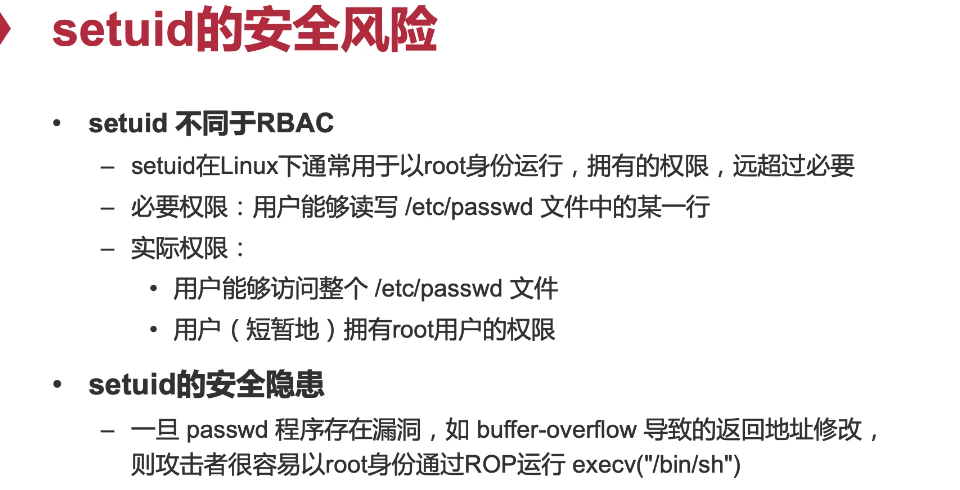 setuid的安全风险
• setuid 不同于RBAC
– setuid在Linux下通常用于以root身份运行，拥有的权限，远超过必要
– 必要权限：用户能够读写 /etc/passwd 文件中的某一行
– 实际权限：
• 用户能够访问整个 /etc/passwd 文件
• 用户（短暂地）拥有root用户的权限
• setuid的安全隐患
– 一旦 passwd 程序存在漏洞，如 buffer-overflow 导致的返回地址修改，
则攻击者很容易以root身份通过ROP运行 execv("/bin/sh")